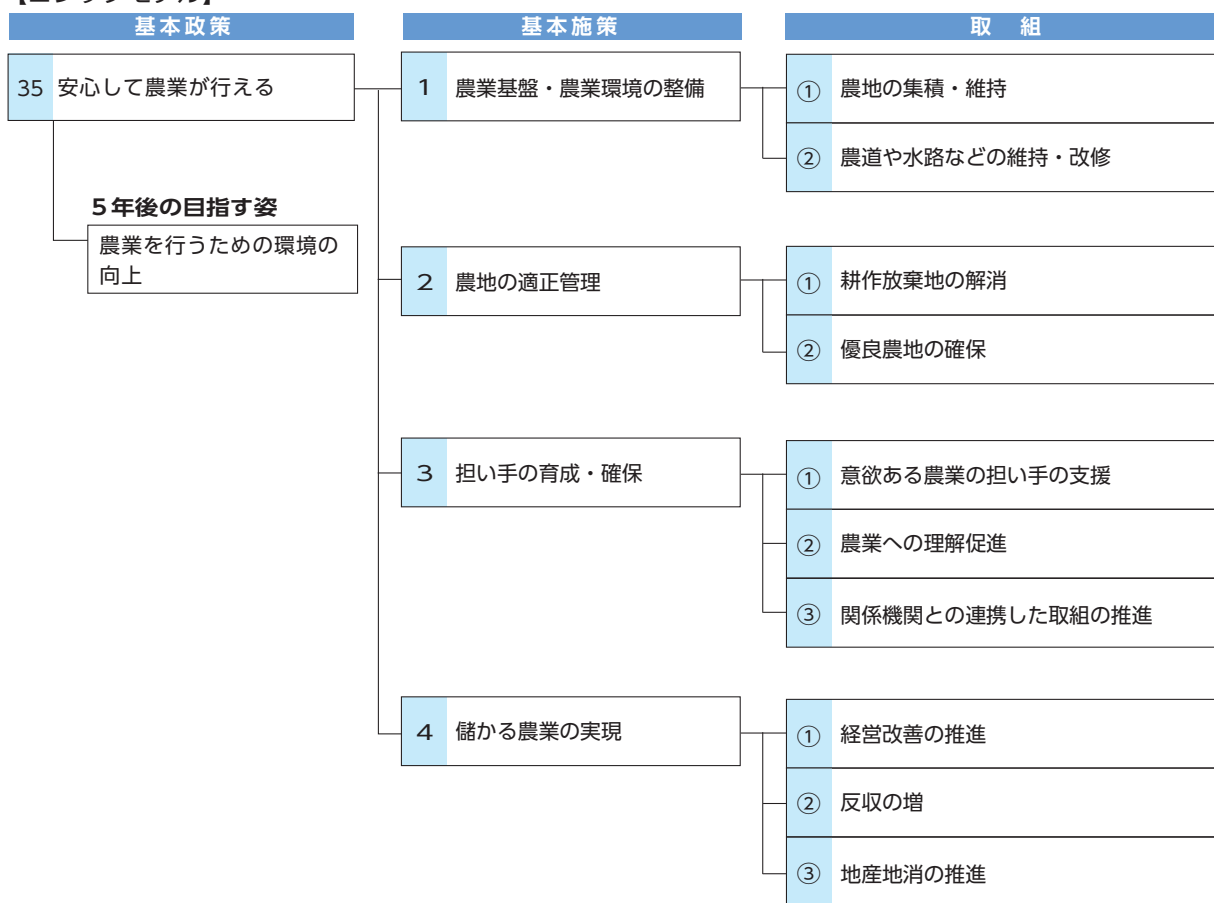 基本政策
基本施策
取 組
35 安心して農業が行える
5年後の目指す姿
農業を行うための環境の
向上
1 農業基盤・農業環境の整備
① 農地の集積・維持
② 農道や水路などの維持・改修
2 農地の適正管理
① 耕作放棄地の解消
② 優良農地の確保
3 担い手の育成・確保
① 意欲ある農業の担い手の支援
② 農業への理解促進
③ 関係機関との連携した取組の推進
4 儲かる農業の実現
① 経営改善の推進
② 反収の増
③ 地産地消の推進